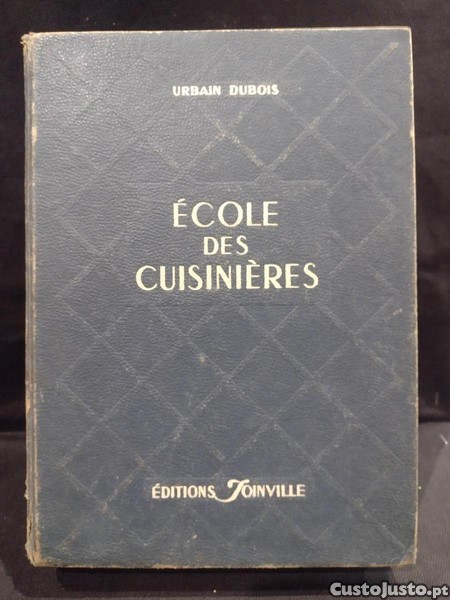 URBAIN DUBOIS
ÉCOLE
DES
CUISINIÈRES
ÉDITIONS JOINVILLE
CustoJusto.pt